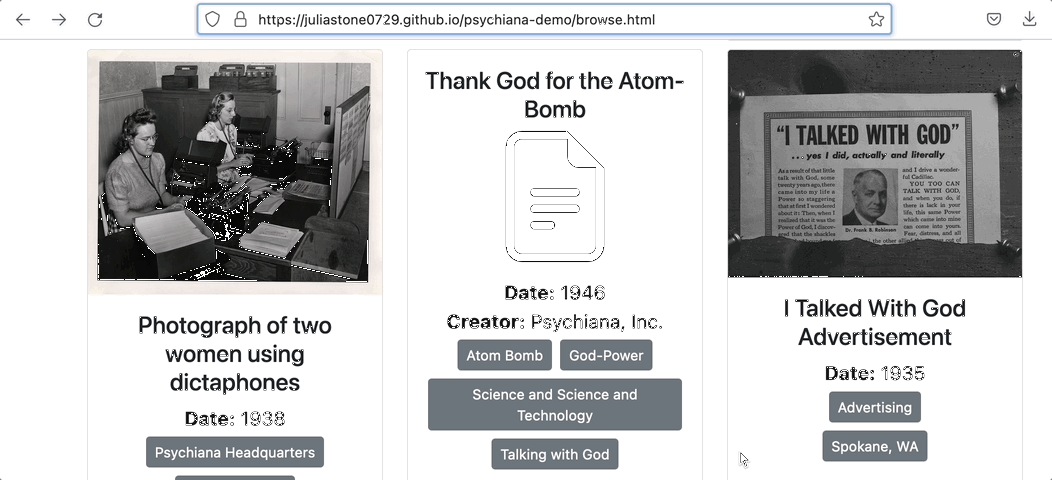 https://juliastone0729.github.io/psychiana-demo/browse.html
Photograph of two
women using
dictaphones
Date: 1938
Psychiana Headquarters
Thank God for the Atom-
Bomb
Date: 1946
Creator: Psychiana, Inc.
Atom Bomb
God-Power
Science and Science and
Technology
Talking with God
"I TALKED WITH GOD"
...yes I did, actually and literally
As a result of that little
talk with God, some
twenty years ago, there
came into my life a
Power so staggering
that at first I wondered
about it. Then, when I
realized that it was the
Power of God, I discov-
ered that the shackles
Dr. Frank B. Robinson
and I drive a wonder-
ful Cadillac.
YOU TOO CAN
TALK WITH GOD,
and when you do, if
there is lack in your
life, this same Power
which came into mine
can come into yours.
Fear, distress, and all
the other
out of
I Talked With God
Advertisement
Date: 1935
Advertising
Spokane, WA